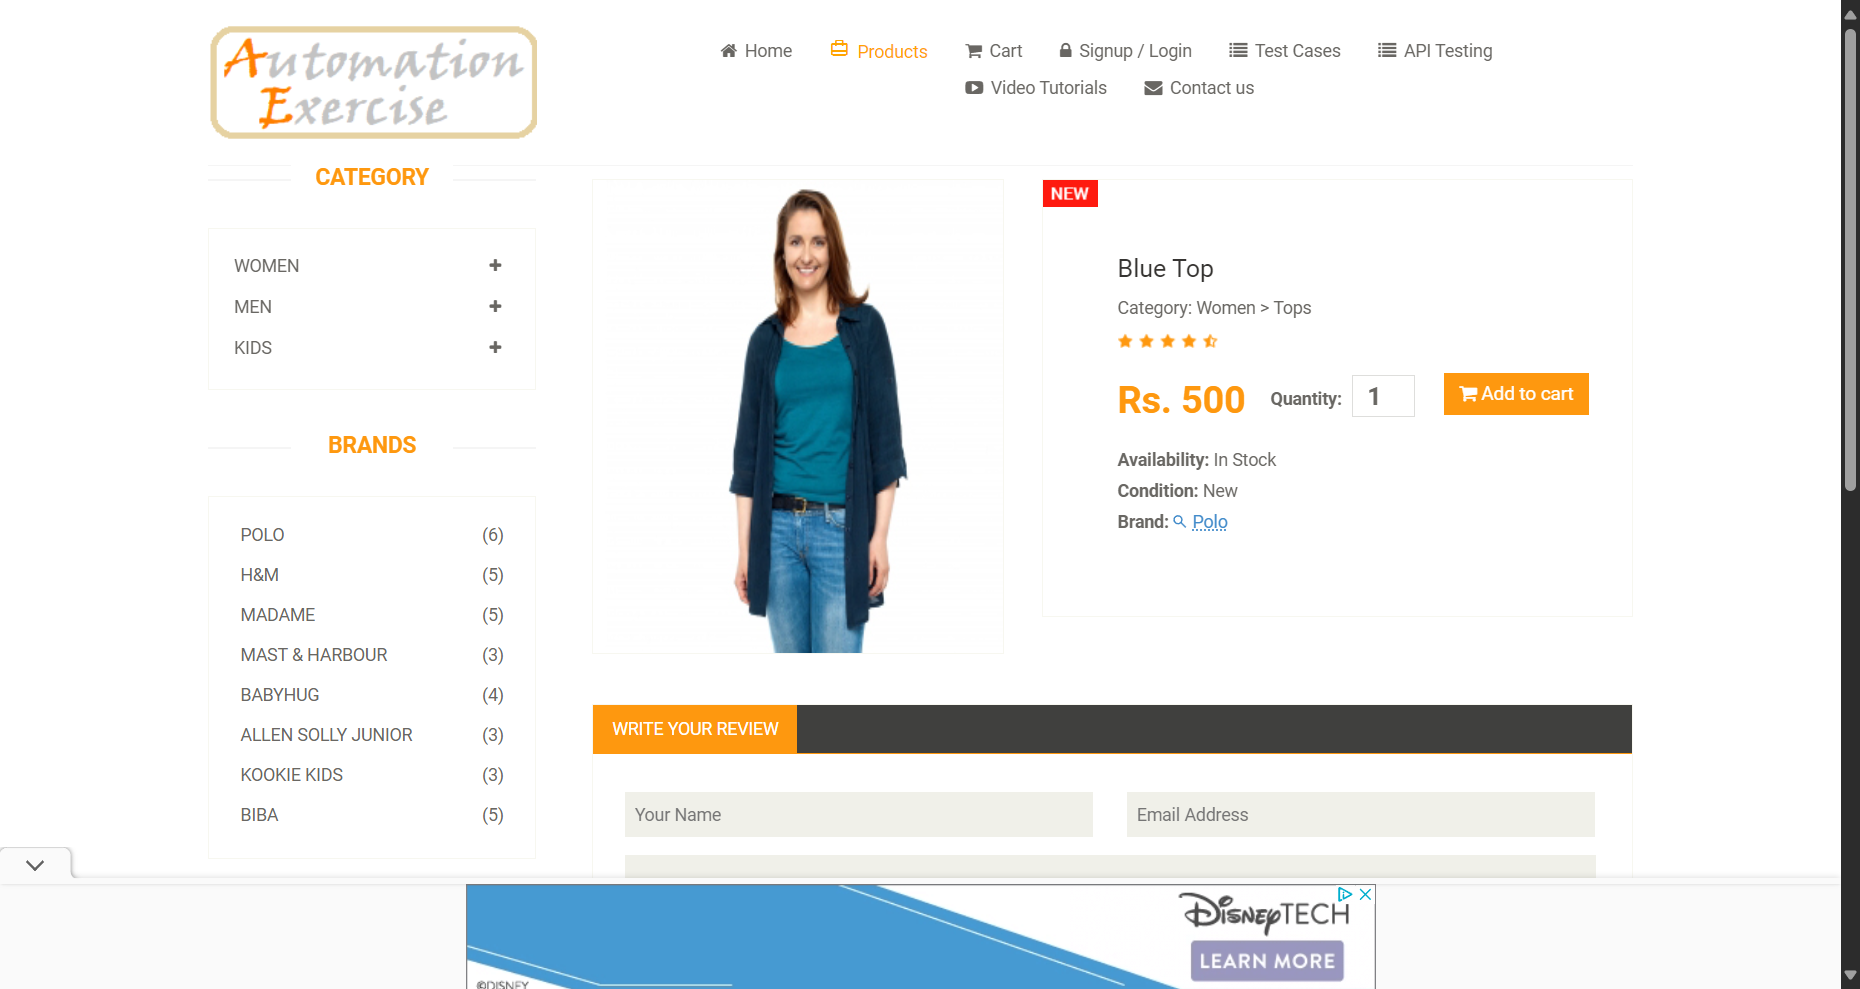 Automation
Exercise
Home
Products
Cart
Signup / Login
Test Cases
API Testing
Video Tutorials
Contact us
CATEGORY
WOMEN
MEN
KIDS
BRANDS
POLO (6)
H&M (5)
MADAME (5)
MAST & HARBOUR (3)
BABYHUG (4)
ALLEN SOLLY JUNIOR (3)
KOOKIE KIDS (3)
BIBA (5)
NEW
Blue Top
Category: Women > Tops
Rs. 500 Quantity: 1 Add to cart
Availability: In Stock
Condition: New
Brand: Polo
WRITE YOUR REVIEW
Your Name
Email Address
DISNEYTECH
LEARN MORE
©DISNEY